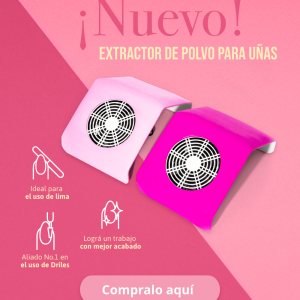 ¡Nuevo!
EXTRACTOR DE POLVO PARA UÑAS
Ideal para
el uso de lima
Lográ un trabajo
con mejor acabado
Aliado No.1 en
el uso de Driles
Compralo aquí